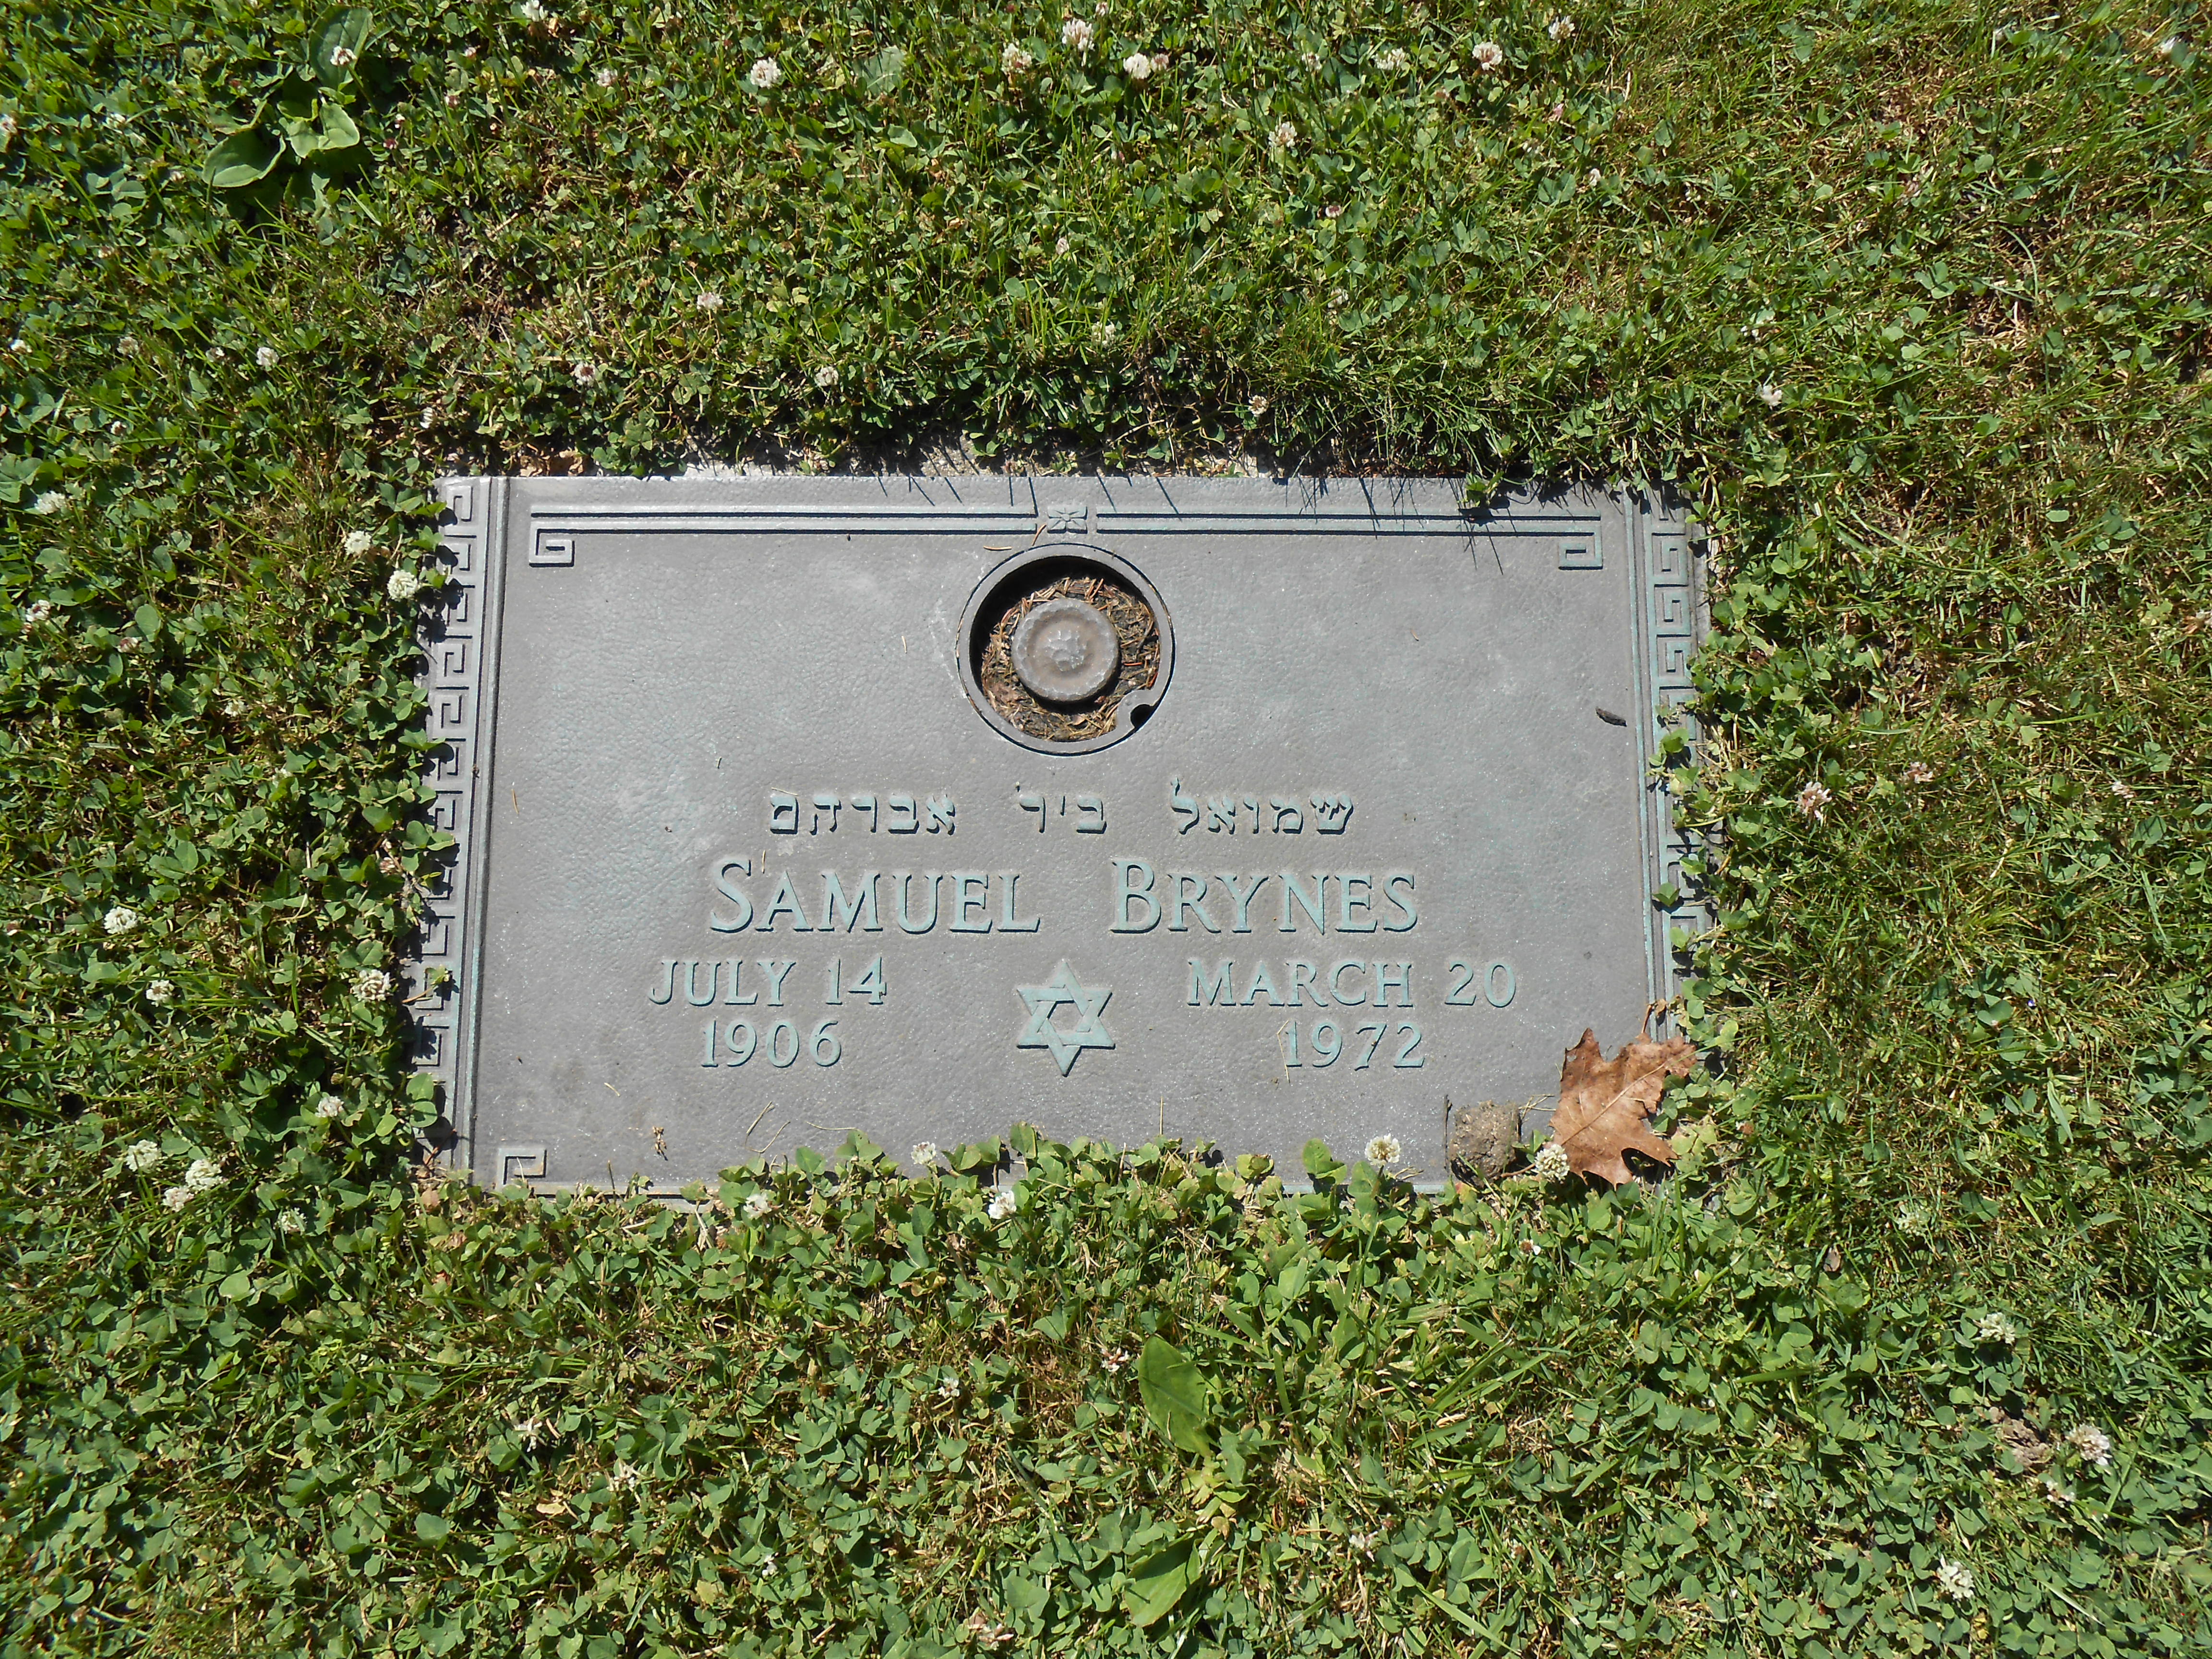 שמואל ב'ר אברהם
SAMUEL BRYNES
JULY 14 MARCH 20
1906 1972